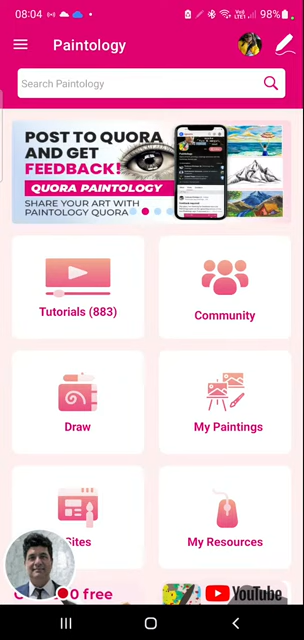 08:04
98%
Paintology
Search Paintology
POST TO QUORA
AND GET
FEEDBACK!
QUORA PAINTOLOGY
SHARE YOUR ART WITH
PAINTOLOGY QUORA
Tutorials (883)
Community
Draw
My Paintings
My Resources
0 free
YouTube